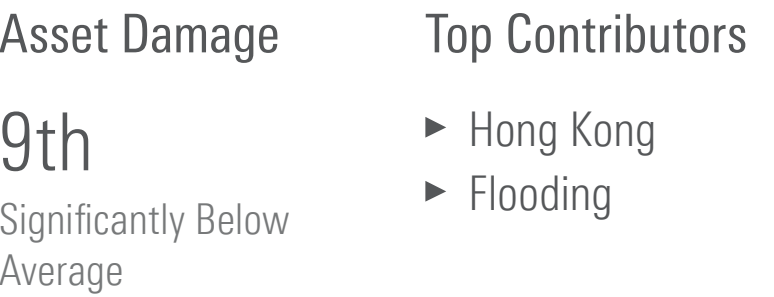 Asset Damage
9th
Significantly Below
Average
Top Contributors
► Hong Kong
► Flooding